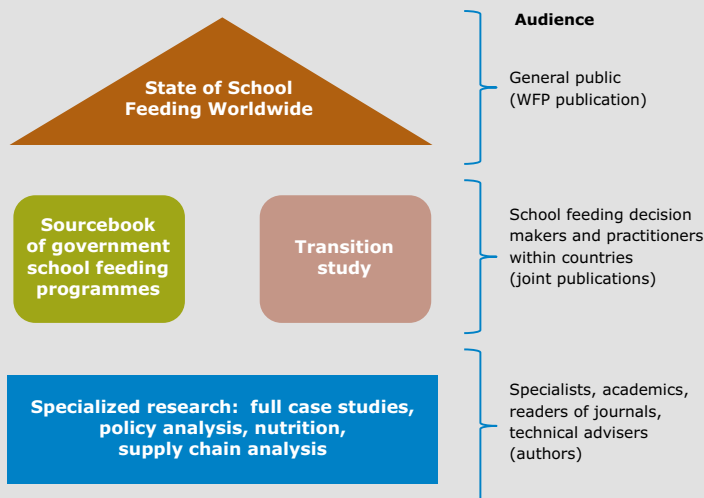 Audience
State of School
Feeding Worldwide
General public
(WFP publication)
Sourcebook
of government
school feeding
programmes
Transition
study
School feeding decision
makers and practitioners
within countries
(joint publications)
Specialized research:  full case studies,
policy analysis, nutrition,
supply chain analysis
Specialists, academics,
readers of journals,
technical advisers
(authors)